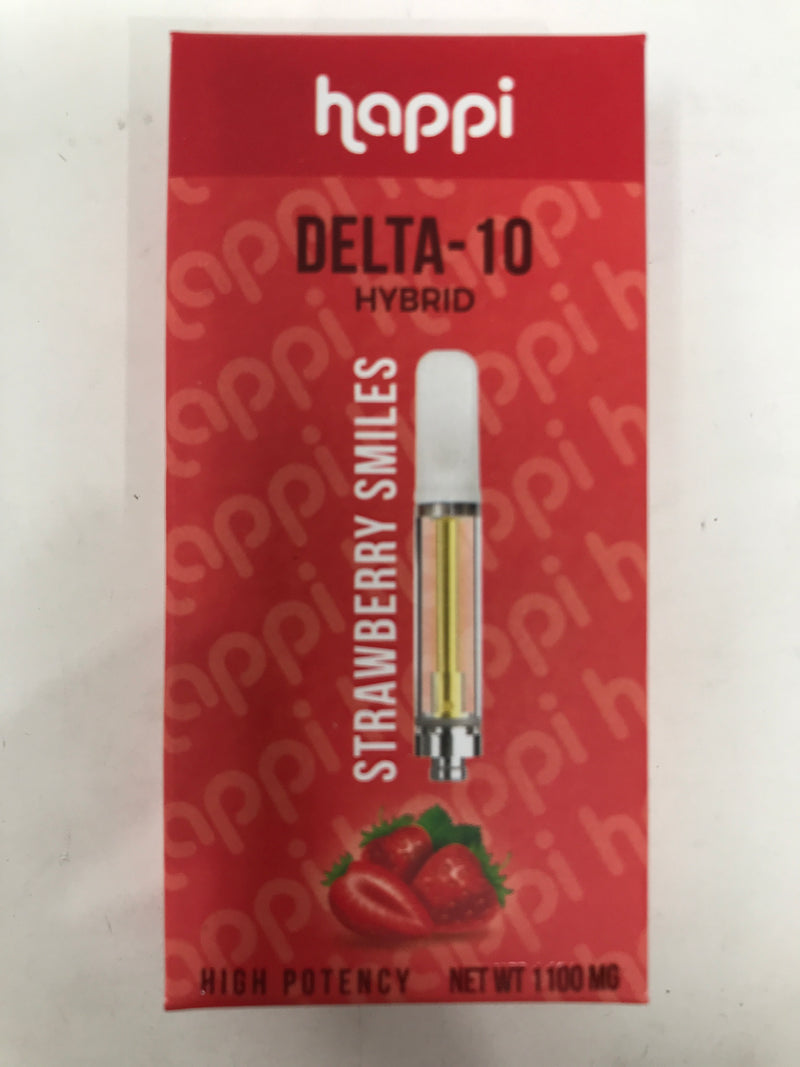 happi
DELTA-10
HYBRID
STRAWBERRY SMILES
HIGH POTENCY NET WT 1100 MG